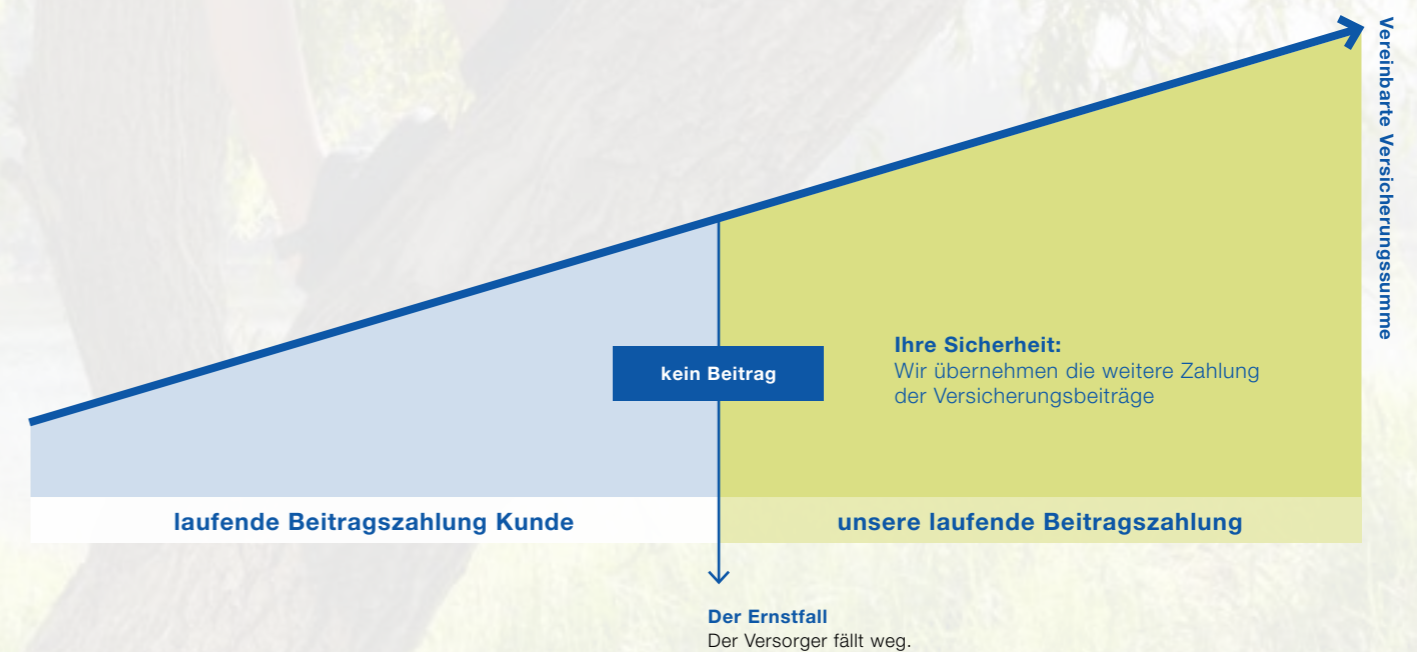 Vereinbarte Versicherungssumme
kein Beitrag
Ihre Sicherheit:
Wir übernehmen die weitere Zahlung
der Versicherungsbeiträge
laufende Beitragszahlung Kunde
unsere laufende Beitragszahlung
Der Ernstfall
Der Versorger fällt weg.